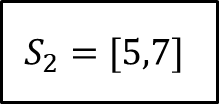 S₂ = [5,7]